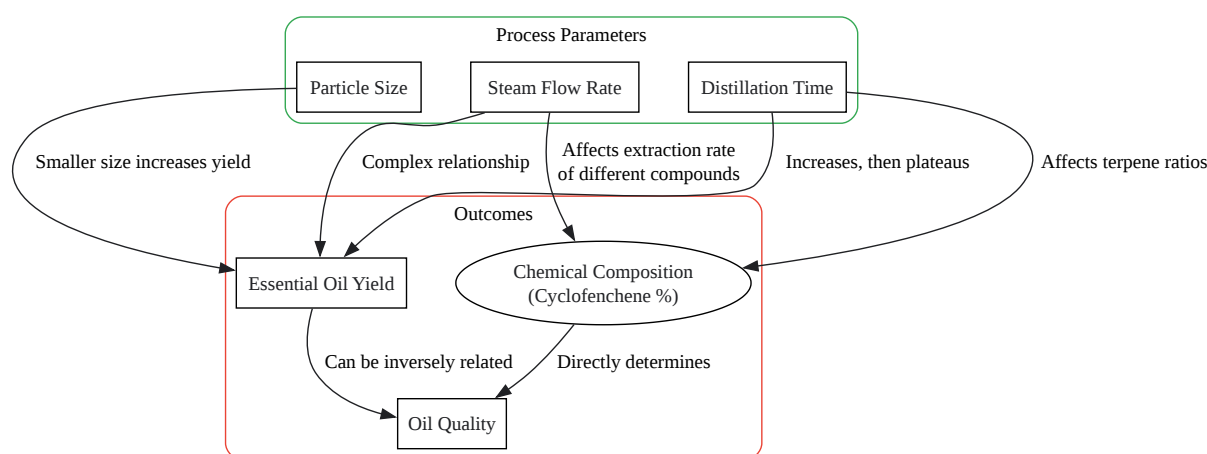 Process Parameters
Particle Size
Steam Flow Rate
Distillation Time
Smaller size increases yield
Complex relationship
Affects extraction rate
of different compounds
Increases, then plateaus
Affects terpene ratios
Outcomes
Essential Oil Yield
Chemical Composition
(Cyclofenchene %)
Can be inversely related
Directly determines
Oil Quality